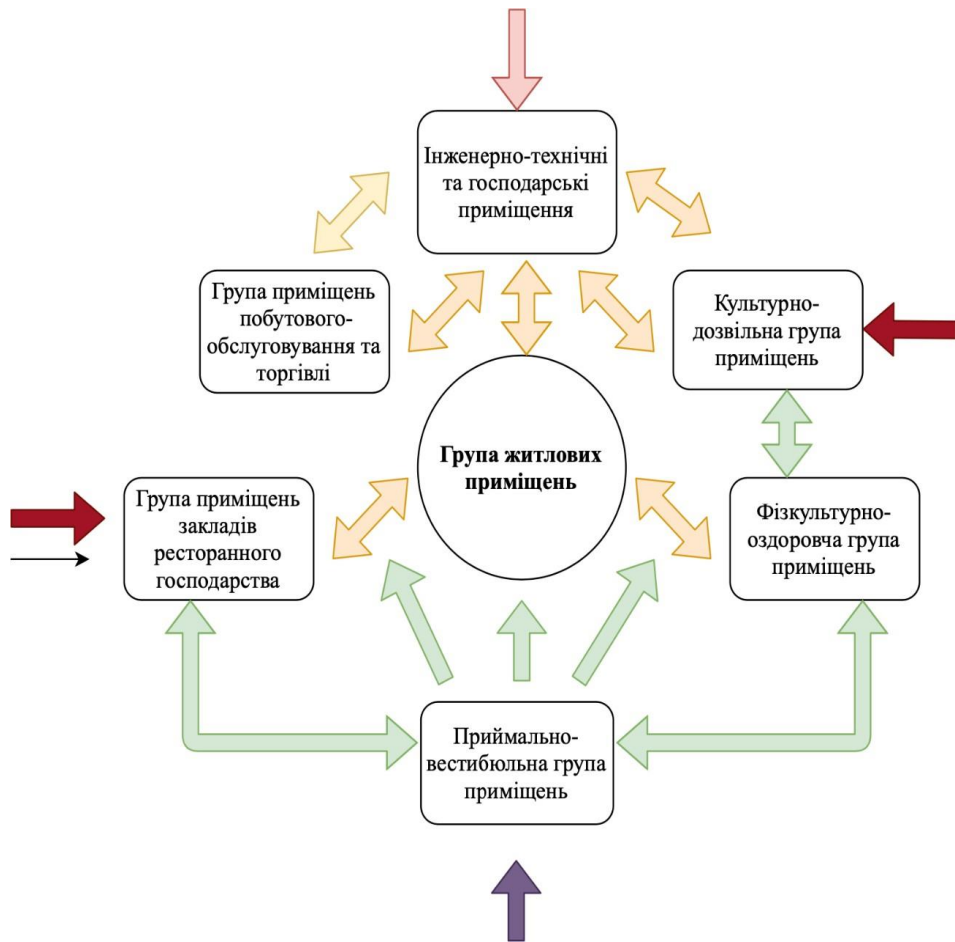 Інженерно-технічні
та господарські
приміщення
Група приміщень
побутового-
обслуговування та
торгівлі
Культурно-
дозвільна група
приміщень
Група житлових
приміщень
Група приміщень
закладів
ресторанного
господарства
Фізкультурно-
оздоровча група
приміщень
Приймально-
вестибюльна група
приміщень